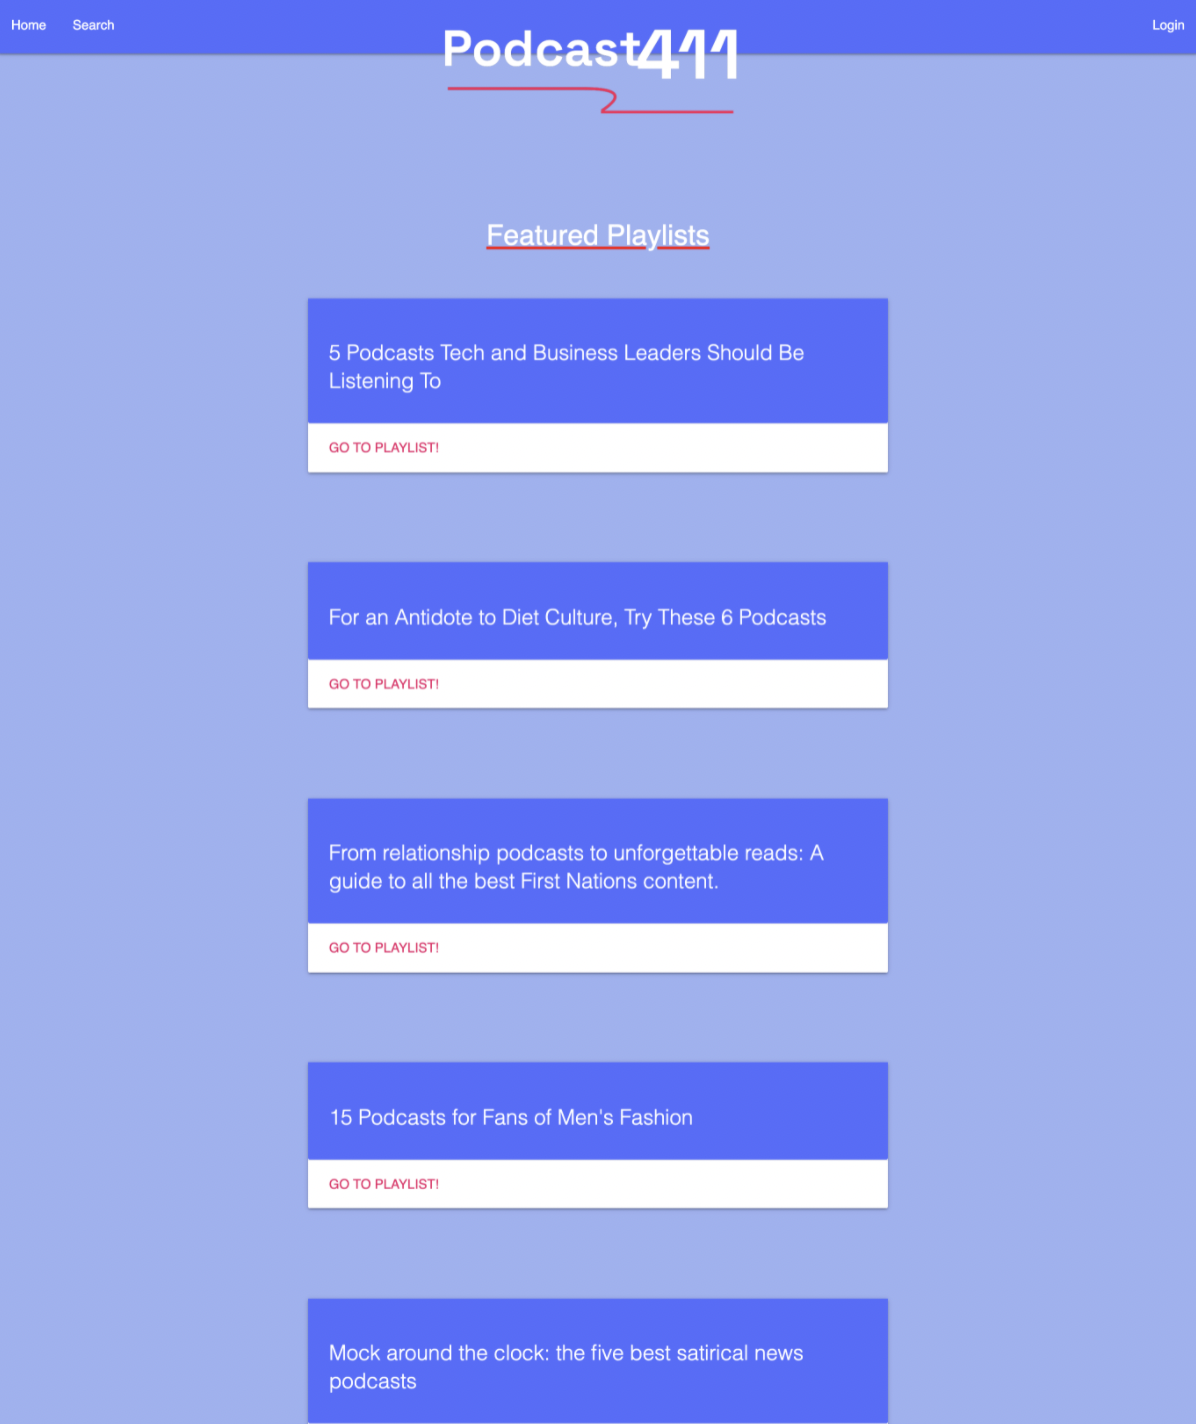 Home Search Login
Podcast411
Featured Playlists
5 Podcasts Tech and Business Leaders Should Be
Listening To
GO TO PLAYLIST!
For an Antidote to Diet Culture, Try These 6 Podcasts
GO TO PLAYLIST!
From relationship podcasts to unforgettable reads: A
guide to all the best First Nations content.
GO TO PLAYLIST!
15 Podcasts for Fans of Men's Fashion
GO TO PLAYLIST!
Mock around the clock: the five best satirical news
podcasts